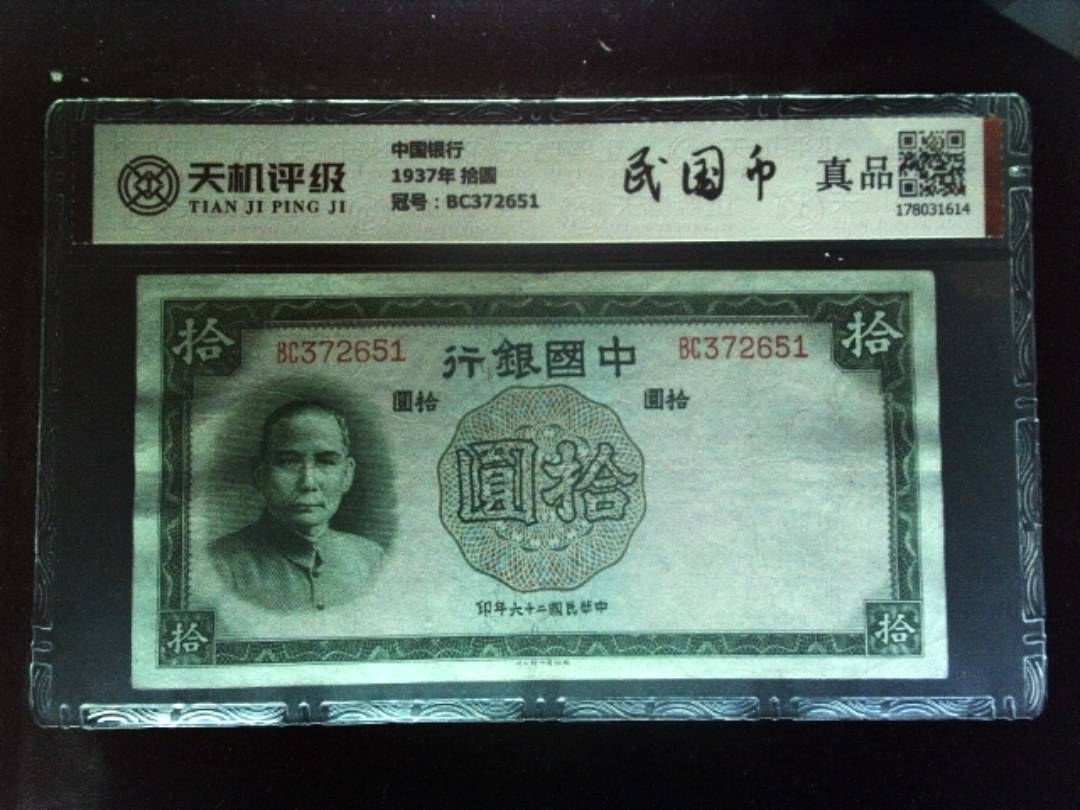 天机评级
TIAN JI PING JI
中国银行
1937年 拾圆
冠号：BC372651
民国币
真品
178031614
拾
拾
BC372651
行銀國中
BC372651
圓拾
圓拾
圓拾
印年六十二國民華中
拾
拾